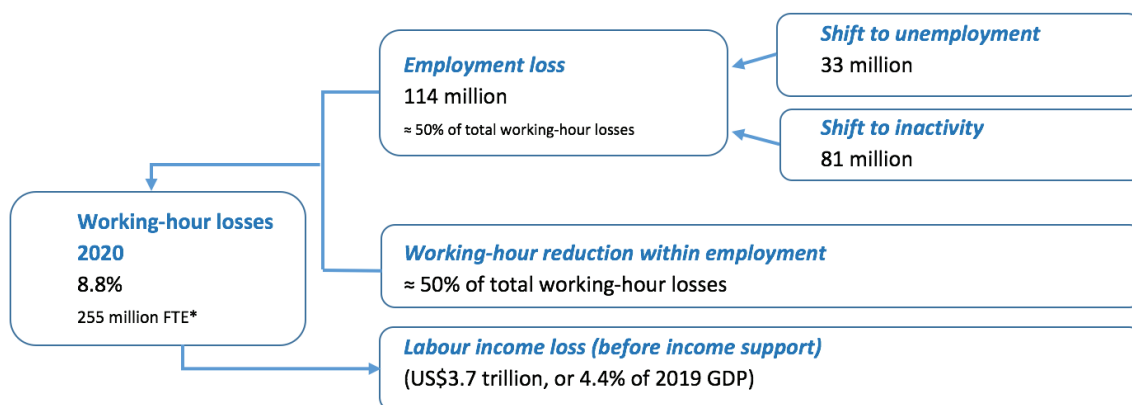 Shift to unemployment
33 million
Employment loss
114 million
≈ 50% of total working-hour losses
Shift to inactivity
81 million
Working-hour losses
2020
8.8%
255 million FTE*
Working-hour reduction within employment
≈ 50% of total working-hour losses
Labour income loss (before income support)
(US$3.7 trillion, or 4.4% of 2019 GDP)